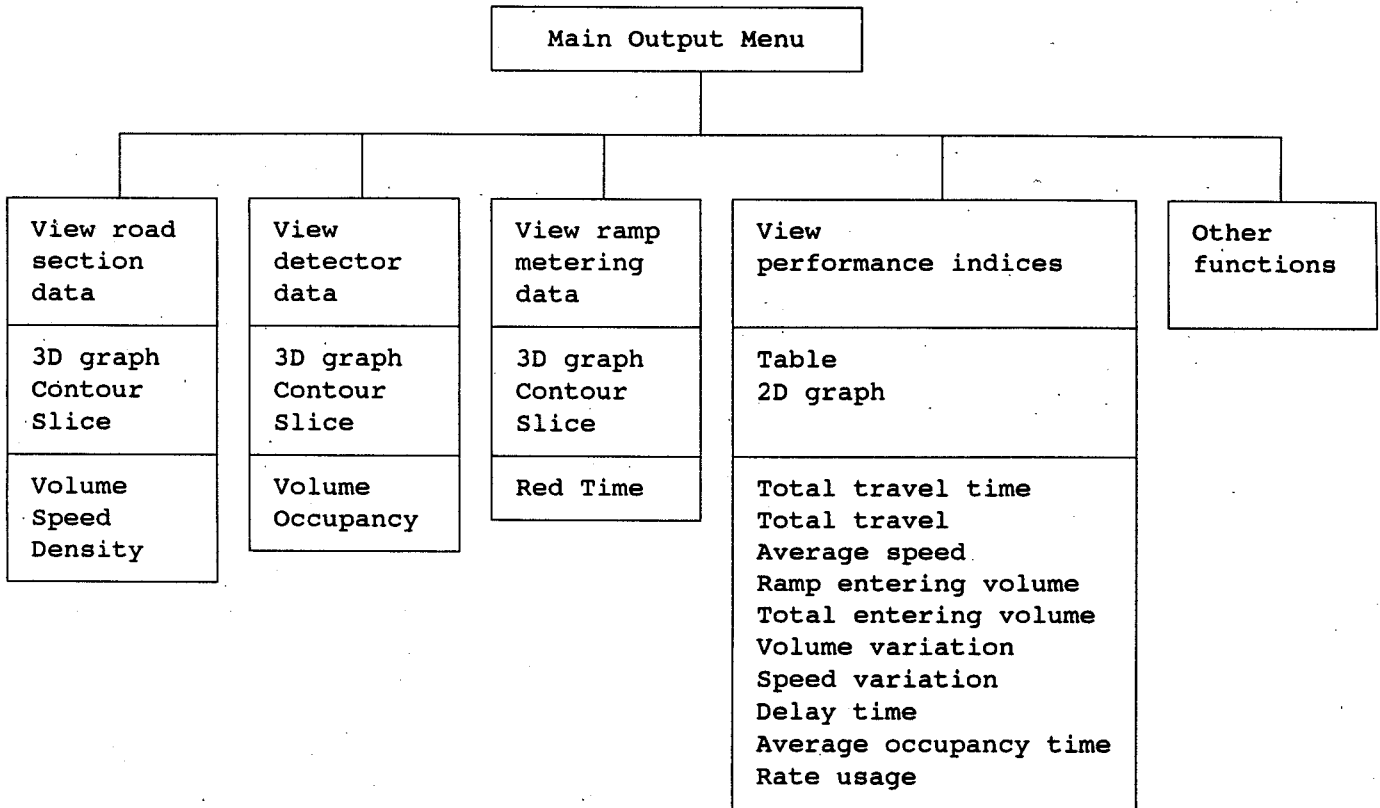 Main Output Menu
View road
section
data
3D graph
Contour
Slice
Volume
Speed
Density
View
detector
data
3D graph
Contour
Slice
Volume
Occupancy
View ramp
metering
data
3D graph
Contour
Slice
Red Time
View
performance indices
Table
2D graph
Total travel time
Total travel
Average speed
Ramp entering volume
Total entering volume
Volume variation
Speed variation
Delay time
Average occupancy time
Rate usage
Other
functions